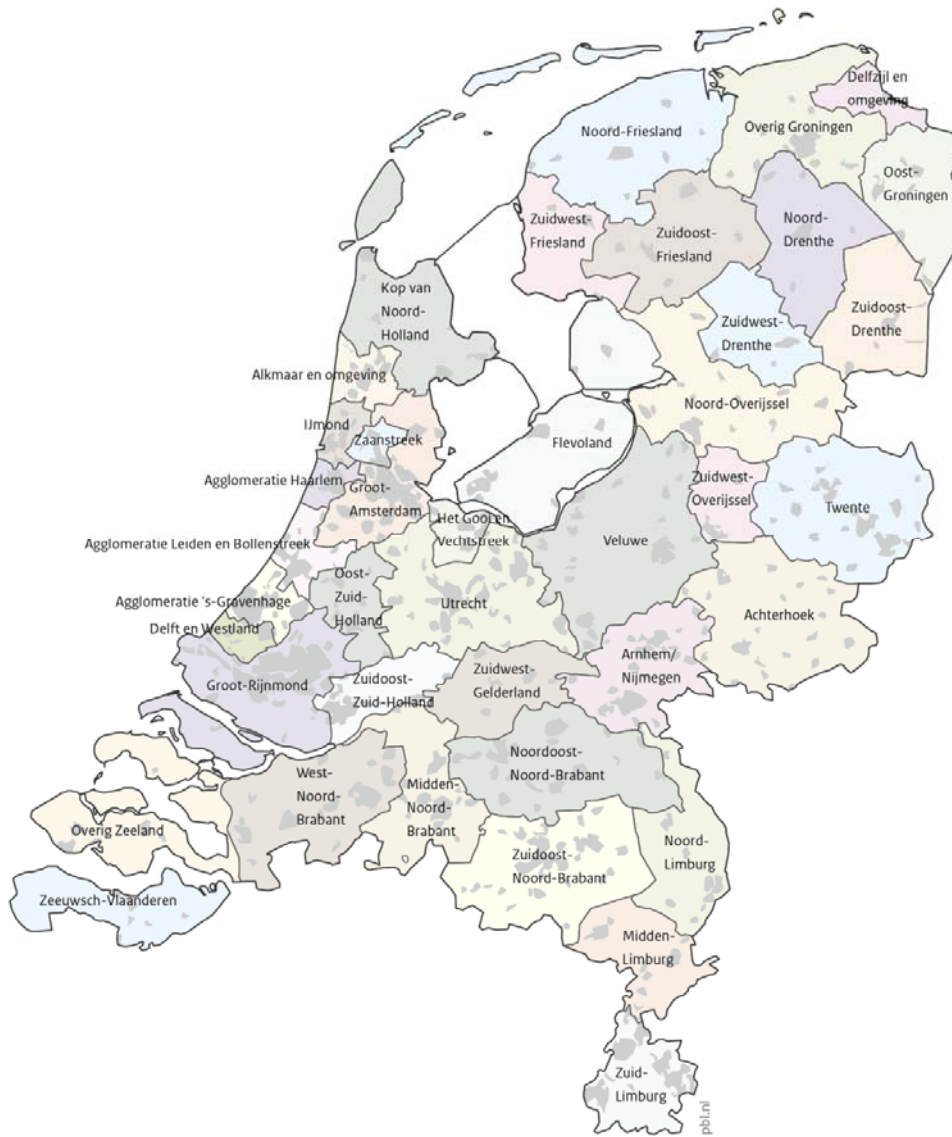 Delfzijl en
omgeving
Noord-Friesland
Overig Groningen
Oost-
Groningen
Zuidwest-
Friesland
Zuidoost-
Friesland
Noord-
Drenthe
Kop van
Noord-
Holland
Zuidwest-
Drenthe
Zuidoost-
Drenthe
Alkmaar en omgeving
Noord-Overijssel
IJmond
Zaanstreek
Flevoland
Agglomeratie Haarlem
Groot-
Amsterdam
Zuidwest-
Overijssel
Twente
Het Gooi en
Vechtstreek
Veluwe
Agglomeratie Leiden en Bollenstreek
Oost-
Zuid-
Holland
Utrecht
Achterhoek
Agglomeratie 's-Gravenhage
Delft en Westland
Groot-Rijnmond
Zuidoost-
Zuid-Holland
Zuidwest-
Gelderland
Arnhem/
Nijmegen
West-
Noord-
Brabant
Midden-
Noord-
Brabant
Noordoost-
Noord-Brabant
Overig Zeeland
Zuidoost-
Noord-Brabant
Noord-
Limburg
Zeeuwsch-Vlaanderen
Midden-
Limburg
Zuid-
Limburg
pbl.nl